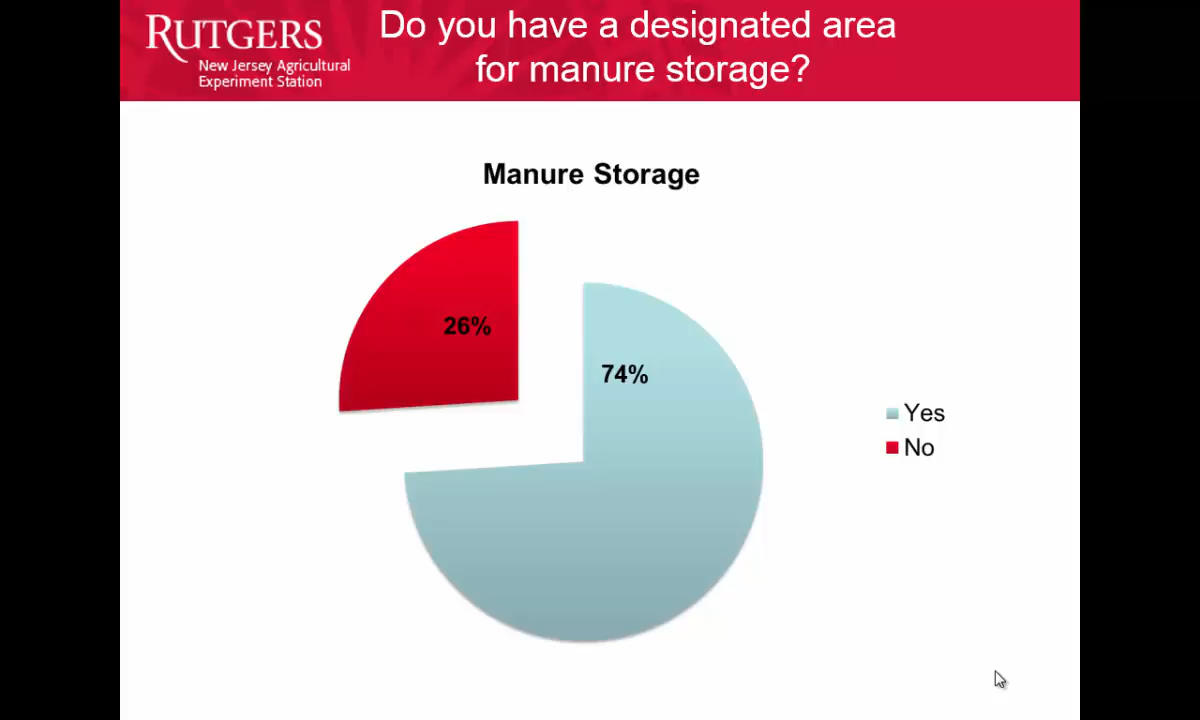 RUTGERS
New Jersey Agricultural
Experiment Station
Do you have a designated area
for manure storage?
Manure Storage
26%
74%
Yes
No